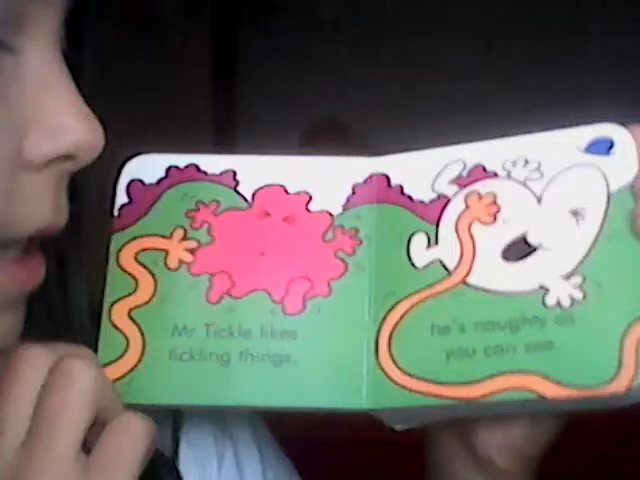 Mr Tickle likes
tickling things,
he's naughty as
you can see.